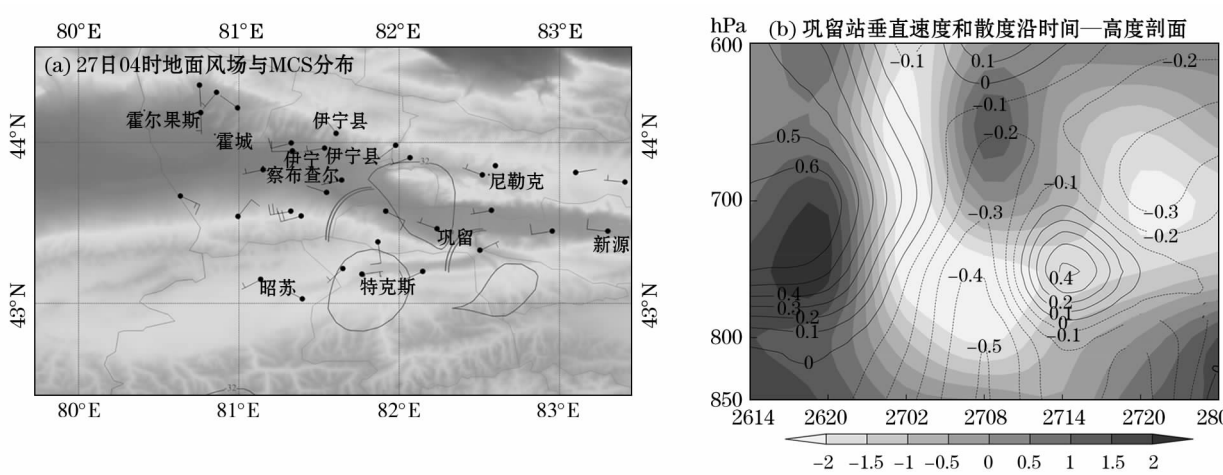 80°E 81°E 82°E 83°E
(a) 27日04时地面风场与MCS分布
44°N 44°N
霍尔果斯
伊宁县
霍城
伊宁 伊宁县
察布查尔
尼勒克
巩留
新源
昭苏
特克斯
43°N 43°N
32
32
80°E 81°E 82°E 83°E
hPa (b) 巩留站垂直速度和散度沿时间—高度剖面
600
700
800
850
-0.1 0.1 -0.2
0
-0.1
0.5 -0.2
0.6 -0.1
-0.3 -0.3
-0.2
-0.4 0.4
0.4 0.2
0.3 0.1
0.2 0
0.1 -0.1
-0.5
0
2614 2620 2702 2708 2714 2720 280
-2 -1.5 -1 -0.5 0 0.5 1 1.5 2